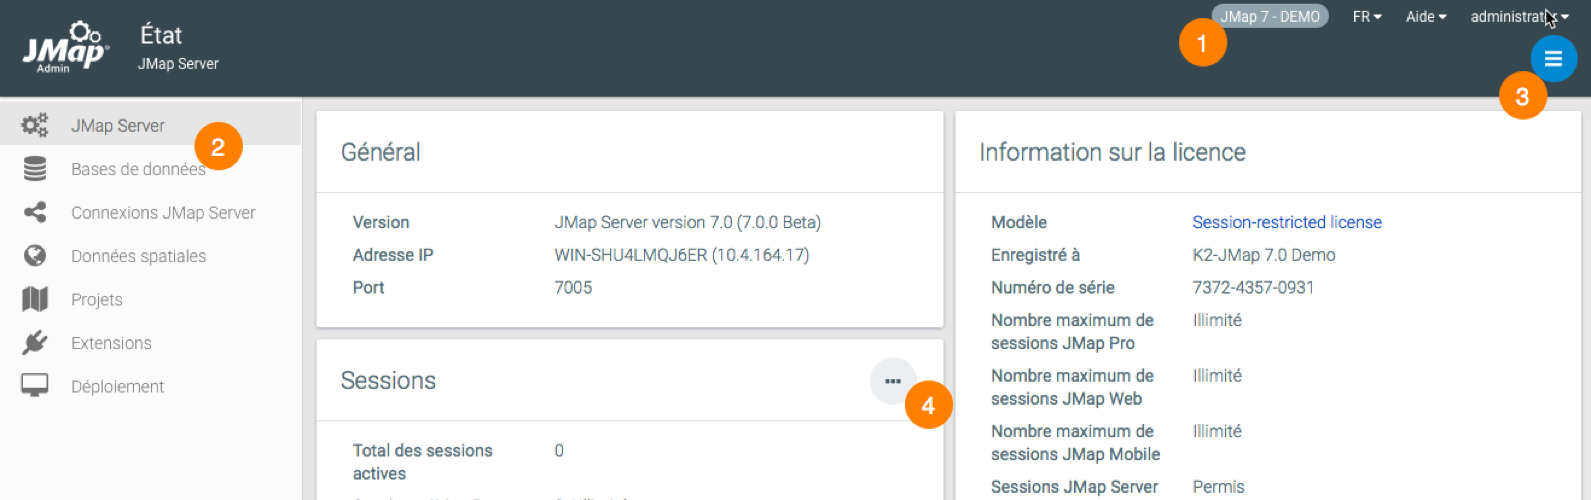 JMap 7 - DEMO FR Aide administrator
1
JMap
Admin
État
JMap Server
3
JMap Server
2
Bases de données
Connexions JMap Server
Données spatiales
Projets
Extensions
Déploiement
Général
Version JMap Server version 7.0 (7.0.0 Beta)
Adresse IP WIN-SHU4LMQJ6ER (10.4.164.17)
Port 7005
Sessions
4
Total des sessions 0
actives
Information sur la licence
Modèle Session-restricted license
Enregistré à K2-JMap 7.0 Demo
Numéro de série 7372-4357-0931
Nombre maximum de Illimité
sessions JMap Pro
Nombre maximum de Illimité
sessions JMap Web
Nombre maximum de Illimité
sessions JMap Mobile
Sessions JMap Server Permis